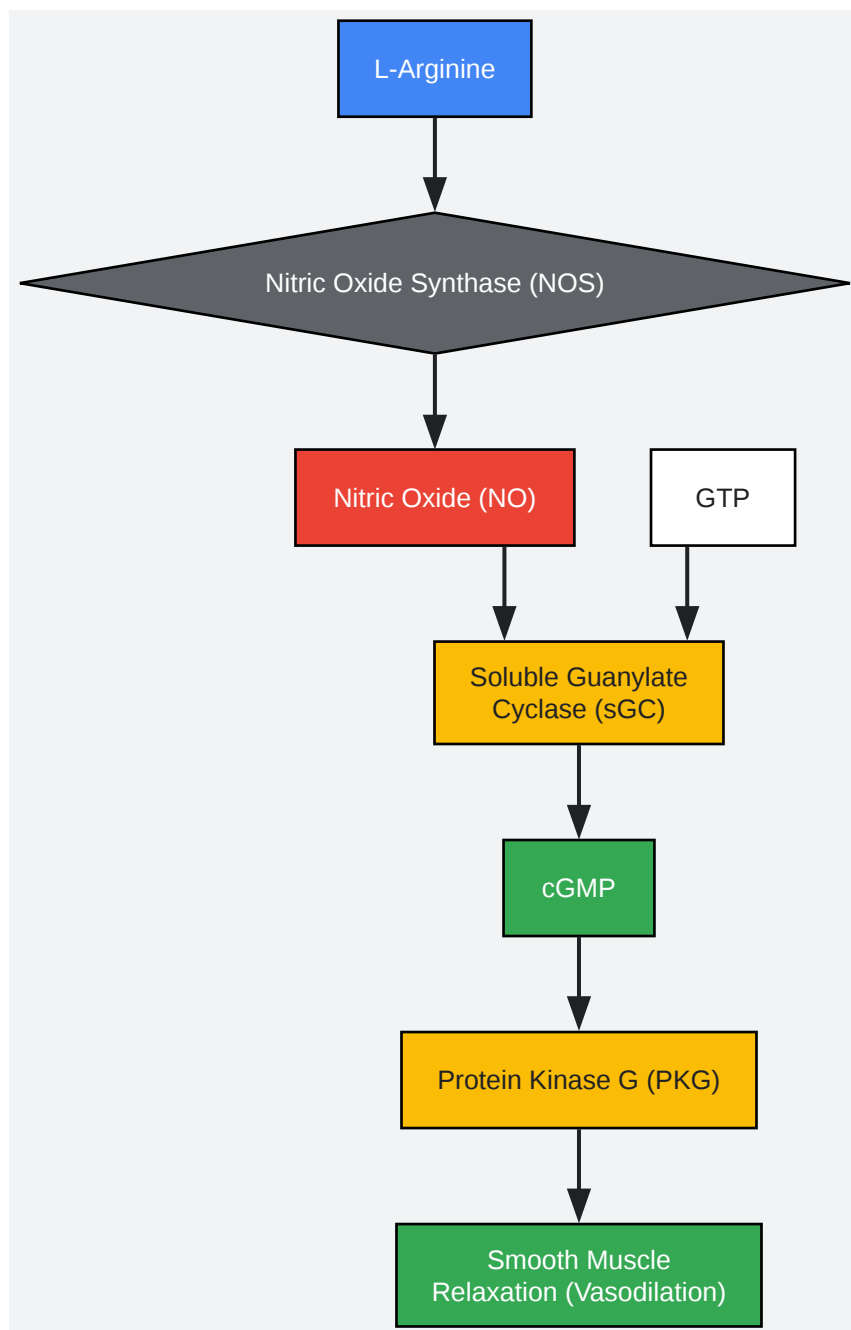 L-Arginine
Nitric Oxide Synthase (NOS)
Nitric Oxide (NO)
GTP
Soluble Guanylate
Cyclase (sGC)
cGMP
Protein Kinase G (PKG)
Smooth Muscle
Relaxation (Vasodilation)